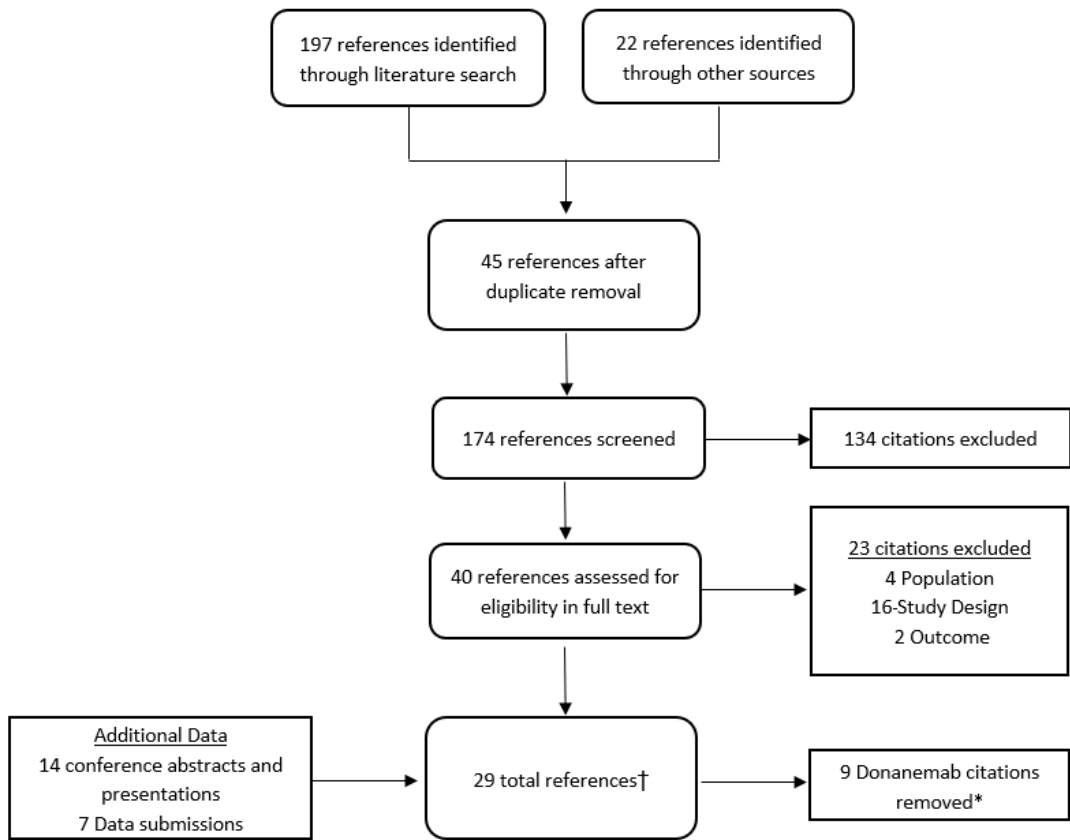 197 references identified
through literature search
22 references identified
through other sources
45 references after
duplicate removal
174 references screened
134 citations excluded
40 references assessed for
eligibility in full text
23 citations excluded
4 Population
16-Study Design
2 Outcome
Additional Data
14 conference abstracts and
presentations
7 Data submissions
29 total references†
9 Donanemab citations
removed*